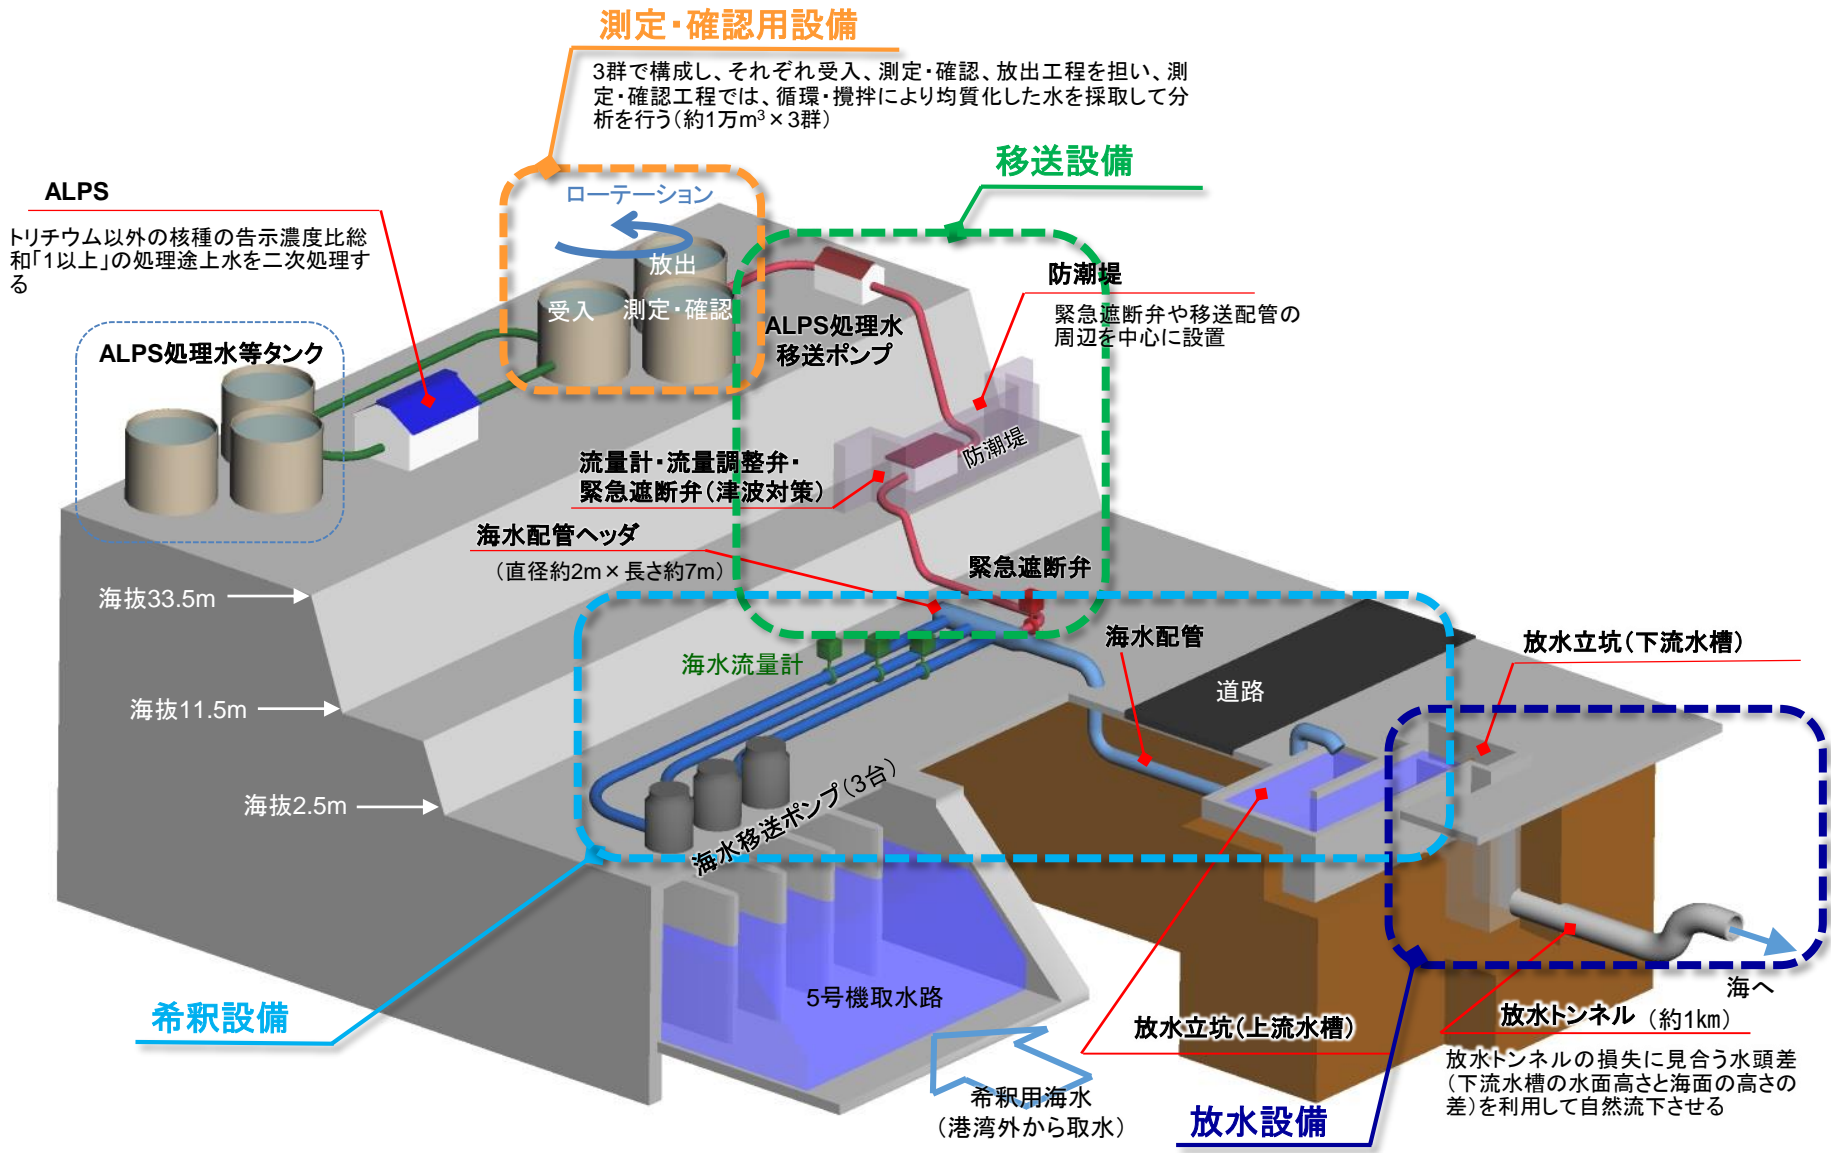 測定・確認用設備
3群で構成し、それぞれ受入、測定・確認、放出工程を担い、測
定・確認工程では、循環・攪拌により均質化した水を採取して分
析を行う(約1万m³×3群)
移送設備
ALPS
トリチウム以外の核種の告示濃度比総
和「1以上」の処理途上水を二次処理す
る
ローテーション
放出
受入
測定・確認
防潮堤
緊急遮断弁や移送配管の
周辺を中心に設置
ALPS処理水
移送ポンプ
ALPS処理水等タンク
防潮堤
流量計・流量調整弁・
緊急遮断弁(津波対策)
海水配管ヘッダ
(直径約2m×長さ約7m)
緊急遮断弁
海抜33.5m
海水配管
放水立坑(下流水槽)
海水流量計
道路
海抜11.5m
海抜2.5m
海水移送ポンプ(3台)
5号機取水路
海へ
希釈設備
放水立坑(上流水槽)
放水トンネル(約1km)
放水トンネルの損失に見合う水頭差
(下流水槽の水面高さと海面の高さの
差)を利用して自然流下させる
希釈用海水
(港湾外から取水)
放水設備